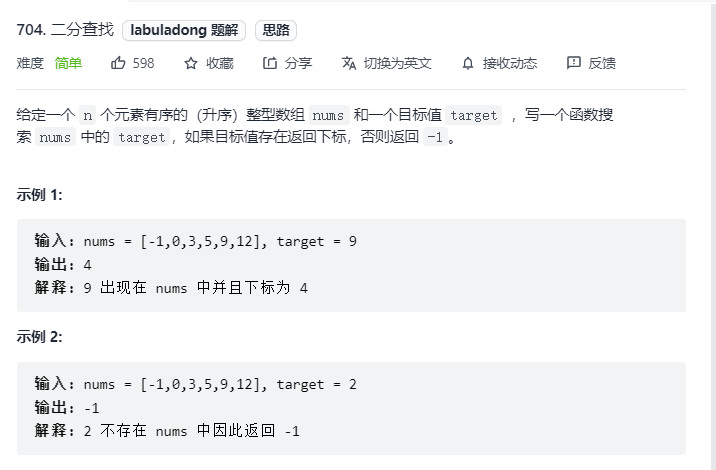 704. 二分查找 labuladong 题解 思路
难度 简单 598 收藏 分享 切换为英文 接收动态 反馈
给定一个 n 个元素有序的（升序）整型数组 nums 和一个目标值 target ，写一个函数搜
索 nums 中的 target，如果目标值存在返回下标，否则返回 -1。
示例 1:
输入: nums = [-1,0,3,5,9,12], target = 9
输出: 4
解释: 9 出现在 nums 中并且下标为 4
示例 2:
输入: nums = [-1,0,3,5,9,12], target = 2
输出: -1
解释: 2 不存在 nums 中因此返回 -1